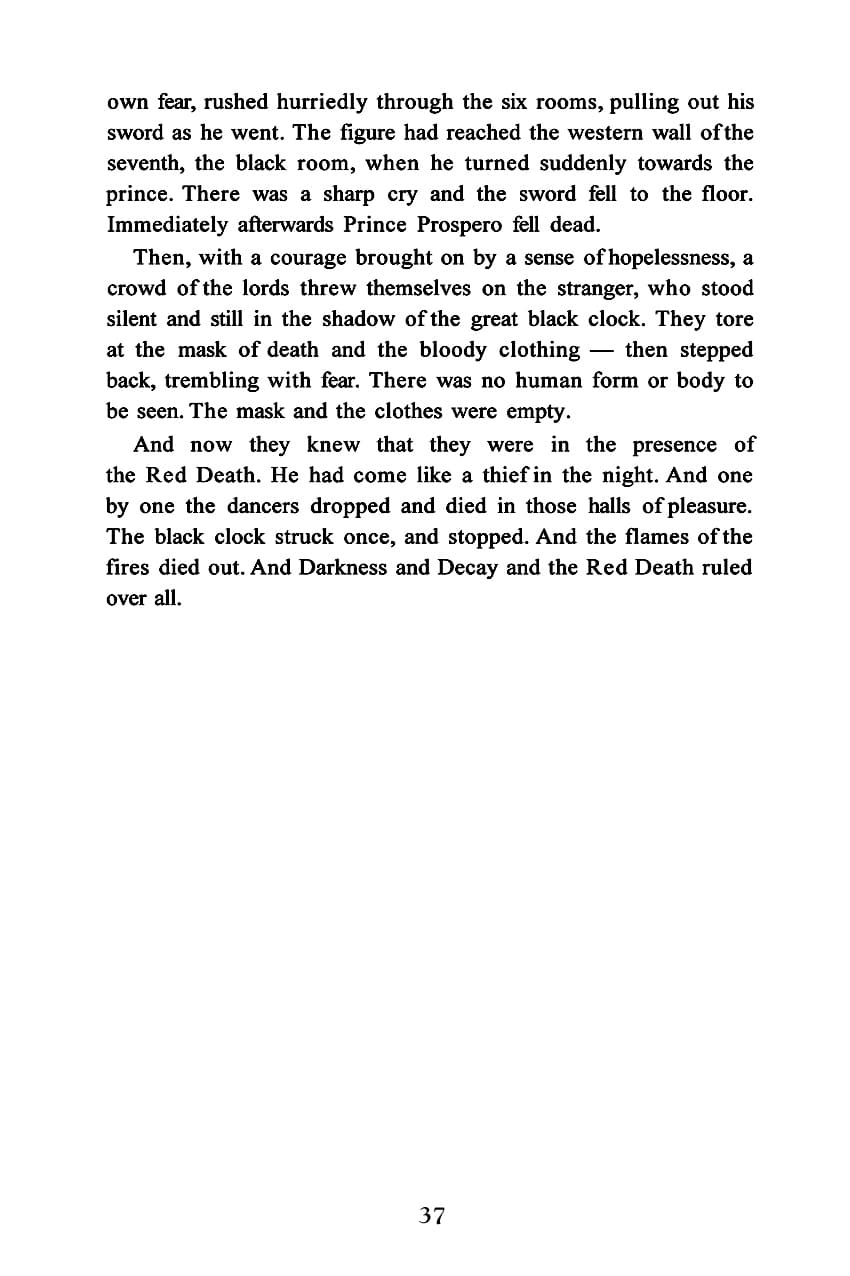 own fear, rushed hurriedly through the six rooms, pulling out his
sword as he went. The figure had reached the western wall of the
seventh, the black room, when he turned suddenly towards the
prince. There was a sharp cry and the sword fell to the floor.
Immediately afterwards Prince Prospero fell dead.
Then, with a courage brought on by a sense of hopelessness, a
crowd of the lords threw themselves on the stranger, who stood
silent and still in the shadow of the great black clock. They tore
at the mask of death and the bloody clothing — then stepped
back, trembling with fear. There was no human form or body to
be seen. The mask and the clothes were empty.
And now they knew that they were in the presence of
the Red Death. He had come like a thief in the night. And one
by one the dancers dropped and died in those halls of pleasure.
The black clock struck once, and stopped. And the flames of the
fires died out. And Darkness and Decay and the Red Death ruled
over all.
37